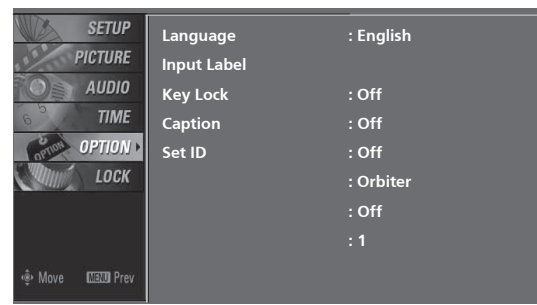 SETUP
PICTURE
AUDIO
TIME
OPTION
LOCK
Move MENU Prev
Language : English
Input Label
Key Lock : Off
Caption : Off
Set ID : Off
: Orbiter
: Off
: 1